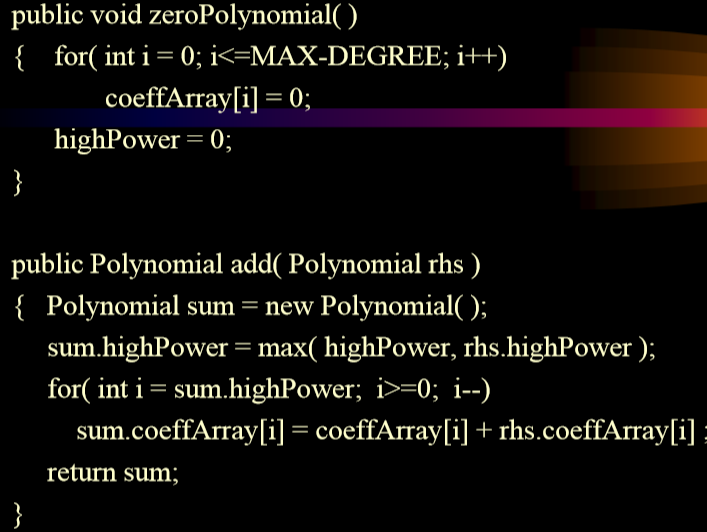 public void zeroPolynomial( )
{ for( int i = 0; i<=MAX-DEGREE; i++)
coeffArray[i] = 0;
highPower = 0;
}
public Polynomial add( Polynomial rhs )
{ Polynomial sum = new Polynomial( );
sum.highPower = max( highPower, rhs.highPower );
for( int i = sum.highPower; i>=0; i--)
sum.coeffArray[i] = coeffArray[i] + rhs.coeffArray[i] ;
return sum;
}